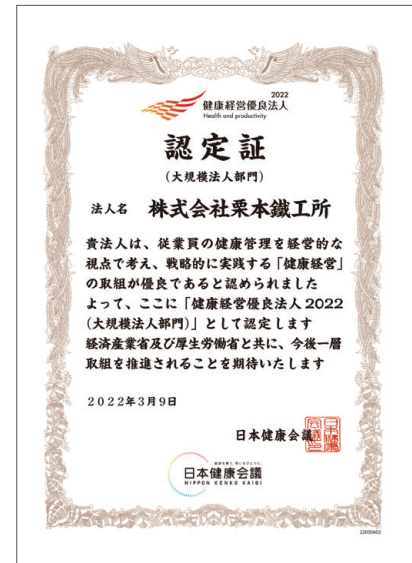 2022
健康経営優良法人
Health and productivity
認定証
(大規模法人部門)
法人名 株式会社栗本鐵工所
貴法人は、従業員の健康管理を経営的な
視点で考え、戦略的に実践する「健康経営」
の取組が優良であると認められました
よって、ここに「健康経営優良法人2022
(大規模法人部門)」として認定します
経済産業省及び厚生労働省と共に、今後一層
取組を推進されることを期待いたします
2022年3月9日
日本健康会議
日本健康会議
NIPPON KENKO KAIGI